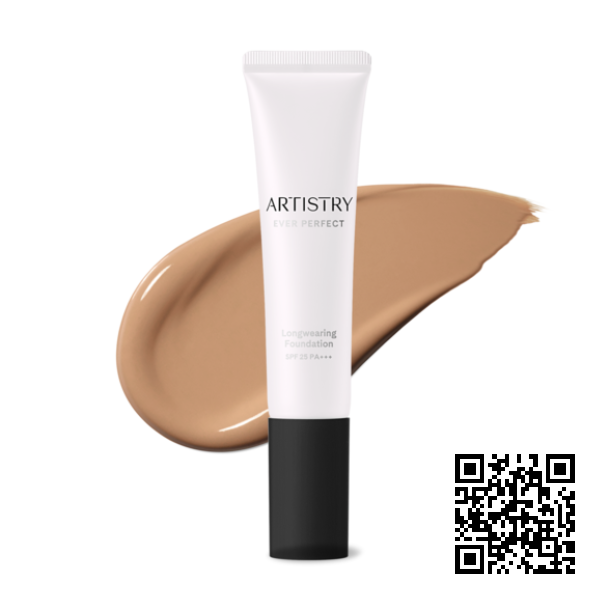 ARTISTRY
EVER PERFECT
Longwearing
Foundation
SPF 25 PA+++